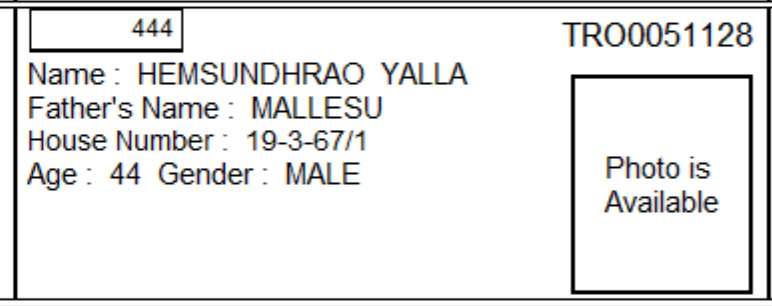 444
TRO0051128
Name : HEMSUNDHRAO YALLA
Father's Name : MALLESU
House Number : 19-3-67/1
Age : 44 Gender : MALE
Photo is
Available